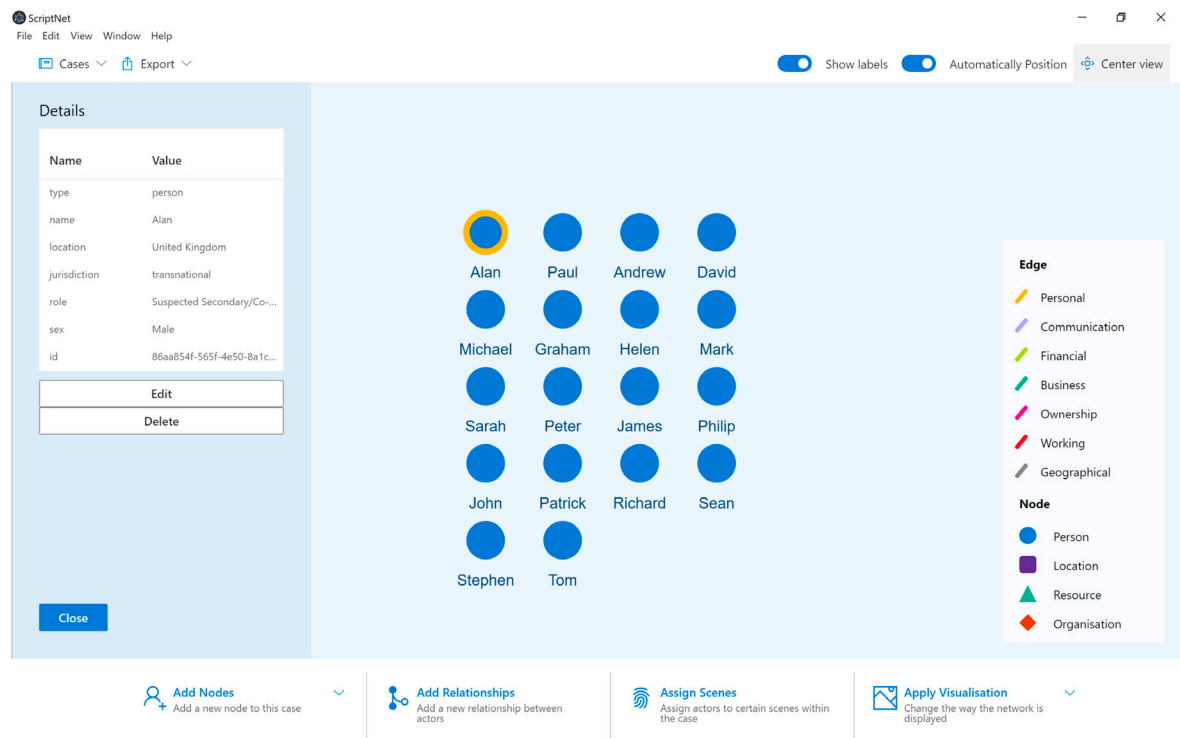 ScriptNet
File Edit View Window Help
Cases Export Show labels Automatically Position Center view
Details
Name Value
type person
name Alan
location United Kingdom
jurisdiction transnational
role Suspected Secondary/Co-...
sex Male
id 86aa854f-565f-4e50-8a1c...
Edit
Delete
Close
Alan Paul Andrew David
Michael Graham Helen Mark
Sarah Peter James Philip
John Patrick Richard Sean
Stephen Tom
Edge
Personal
Communication
Financial
Business
Ownership
Working
Geographical
Node
Person
Location
Resource
Organisation
Add Nodes
Add a new node to this case
Add Relationships
Add a new relationship between
actors
Assign Scenes
Assign actors to certain scenes within
the case
Apply Visualisation
Change the way the network is
displayed